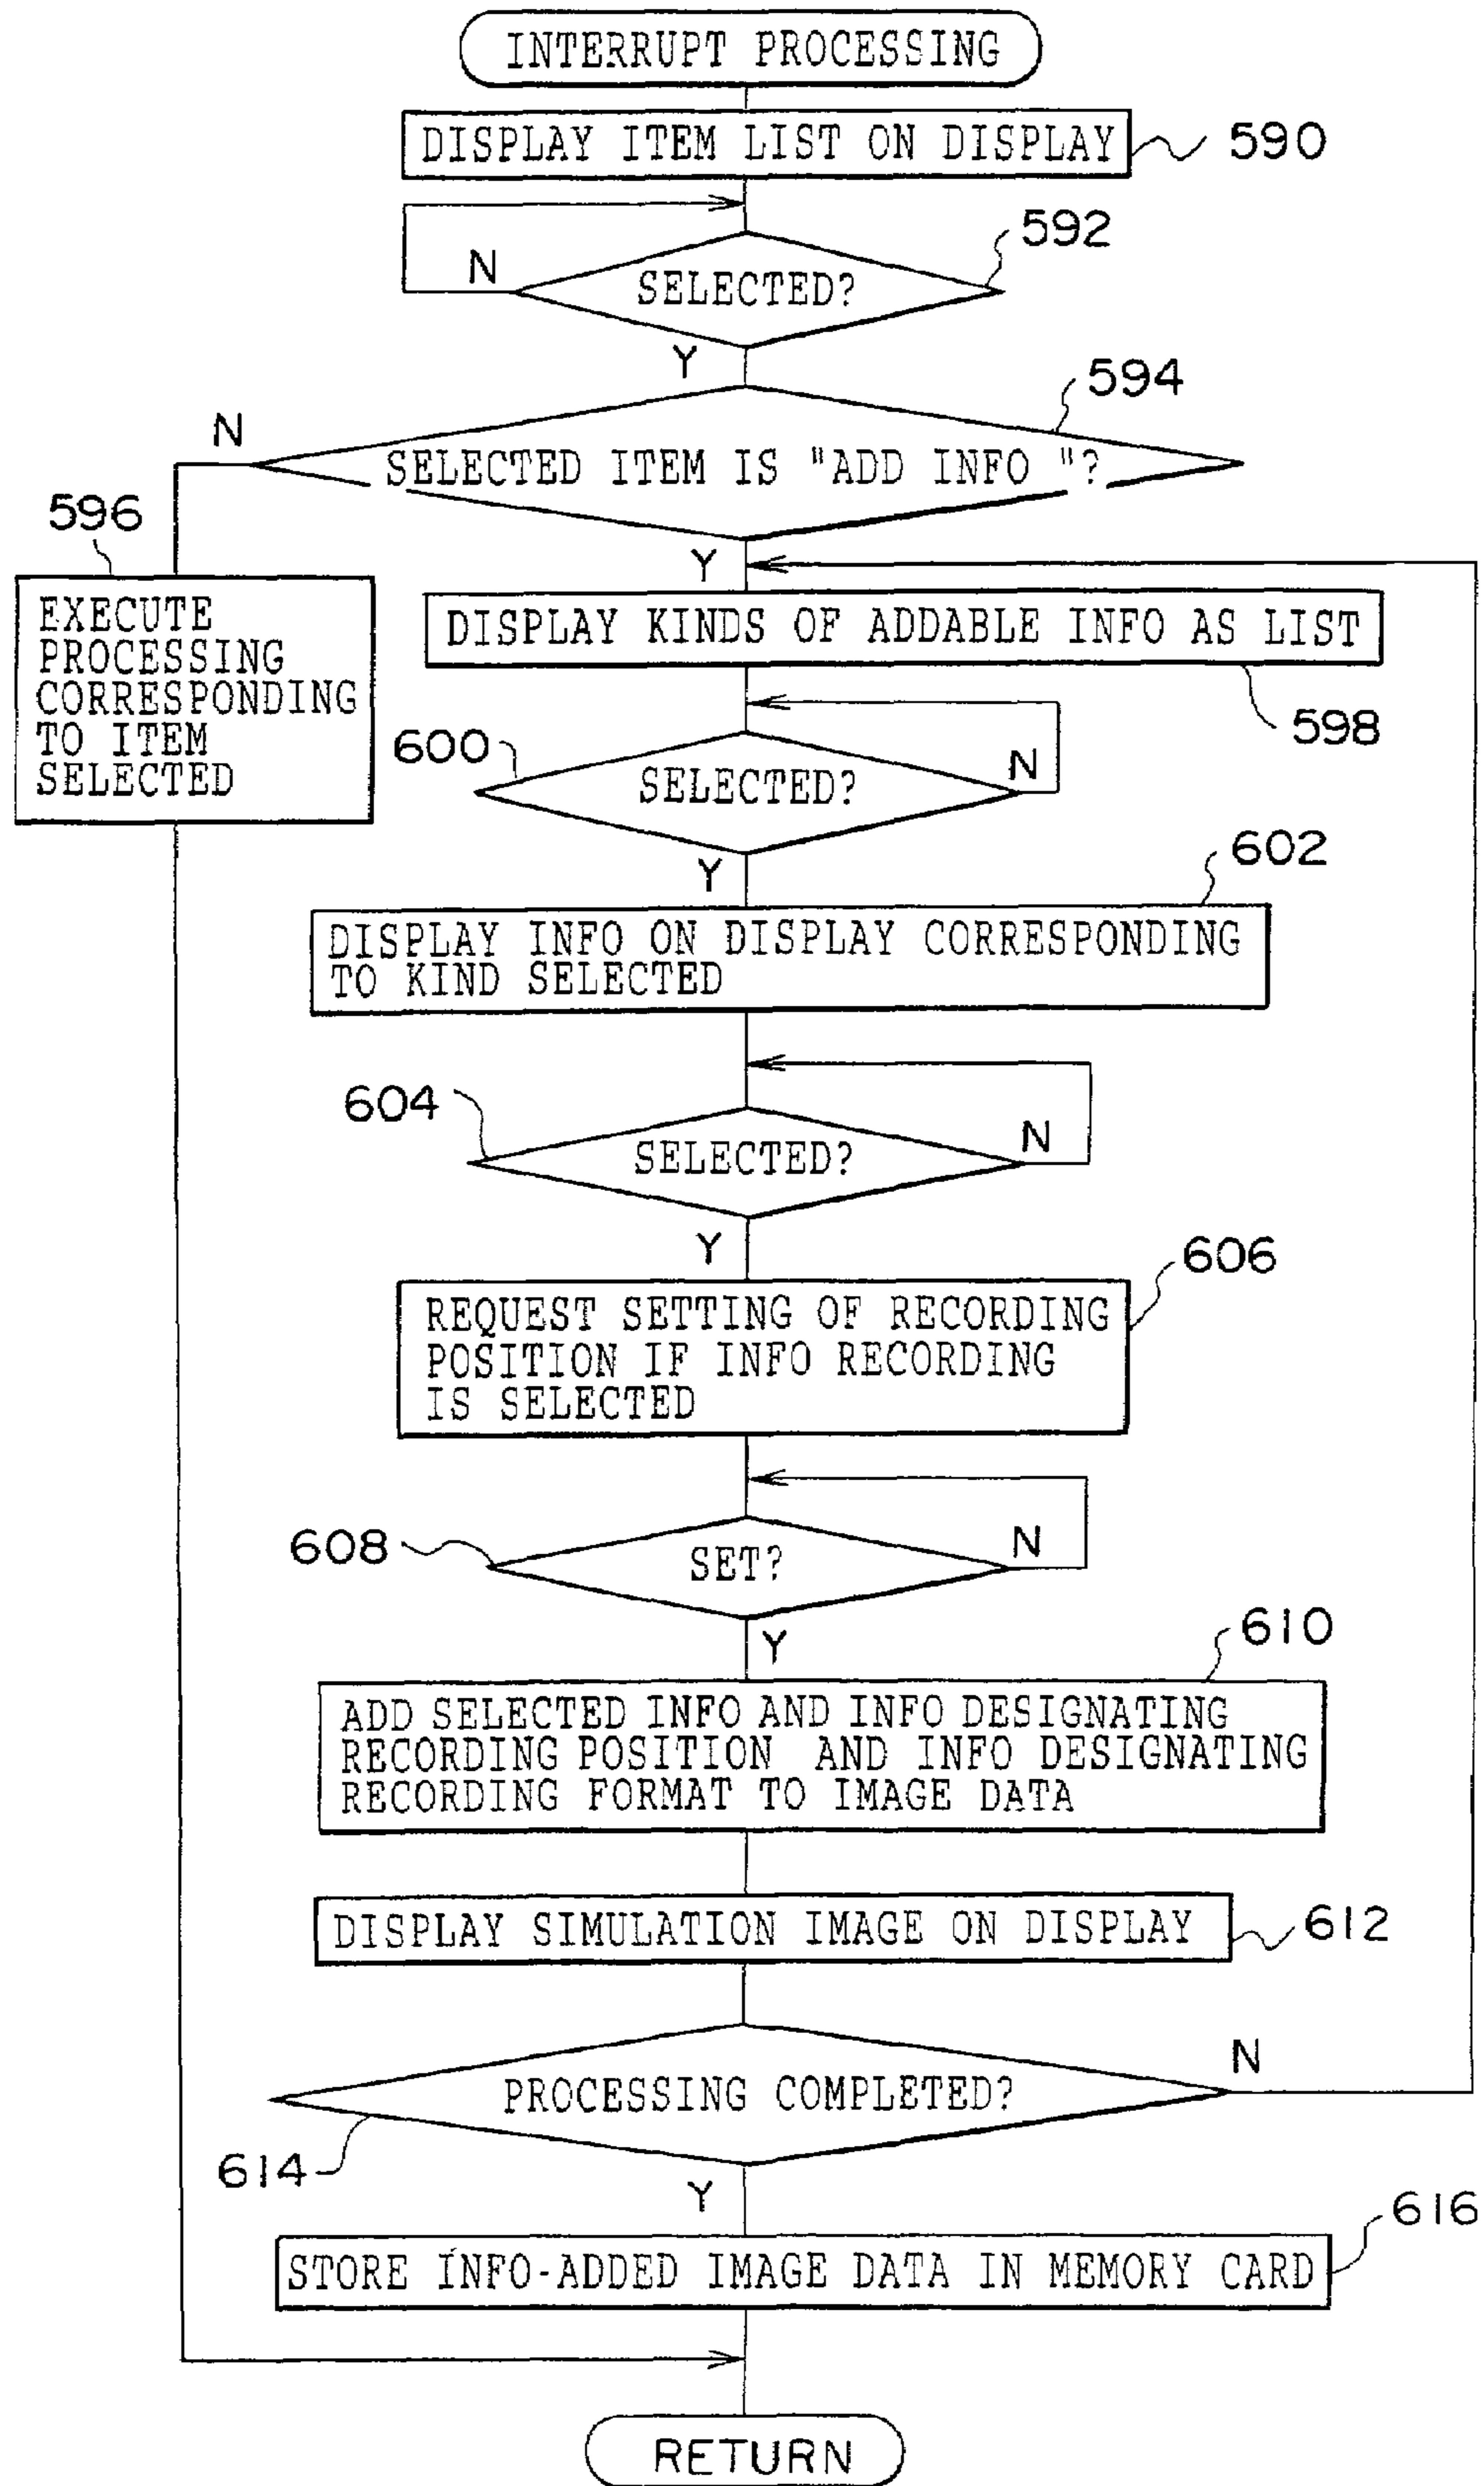 INTERRUPT PROCESSING
DISPLAY ITEM LIST ON DISPLAY
590
592
N
SELECTED?
Y
594
N
SELECTED ITEM IS "ADD INFO "?
596
Y
EXECUTE
PROCESSING
CORRESPONDING
TO ITEM
SELECTED
DISPLAY KINDS OF ADDABLE INFO AS LIST
598
600
SELECTED?
N
Y
602
DISPLAY INFO ON DISPLAY CORRESPONDING
TO KIND SELECTED
604
SELECTED?
N
Y
606
REQUEST SETTING OF RECORDING
POSITION IF INFO RECORDING
IS SELECTED
608
SET?
N
Y
610
ADD SELECTED INFO AND INFO DESIGNATING
RECORDING POSITION AND INFO DESIGNATING
RECORDING FORMAT TO IMAGE DATA
DISPLAY SIMULATION IMAGE ON DISPLAY
612
N
PROCESSING COMPLETED?
614
Y
616
STORE INFO-ADDED IMAGE DATA IN MEMORY CARD
RETURN